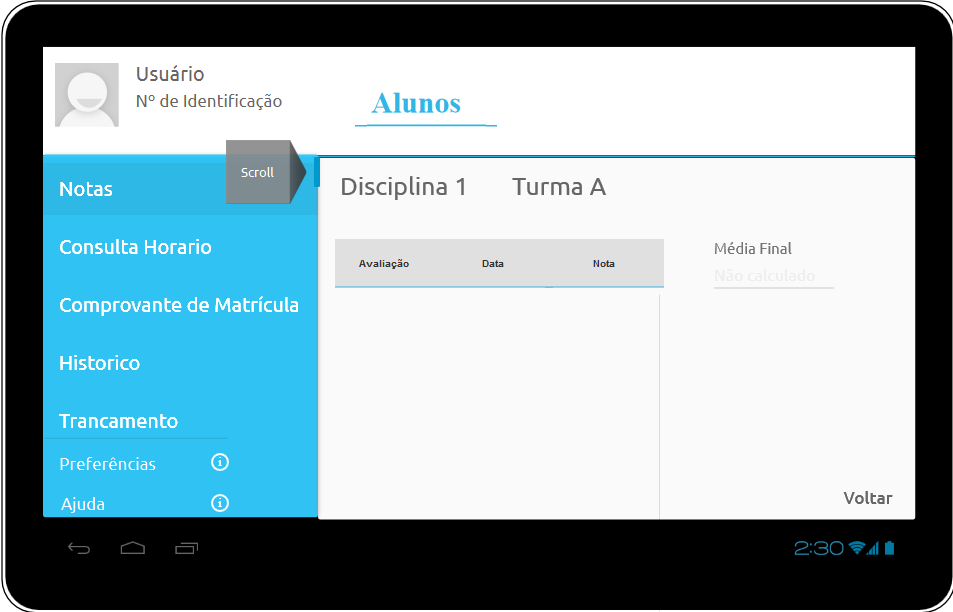 Usuário
Nº de Identificação
Alunos
Scroll
Notas
Consulta Horario
Comprovante de Matrícula
Historico
Trancamento
Preferências
Ajuda
Disciplina 1 Turma A
Avaliação Data Nota
Média Final
Não calculado
Voltar
2:30